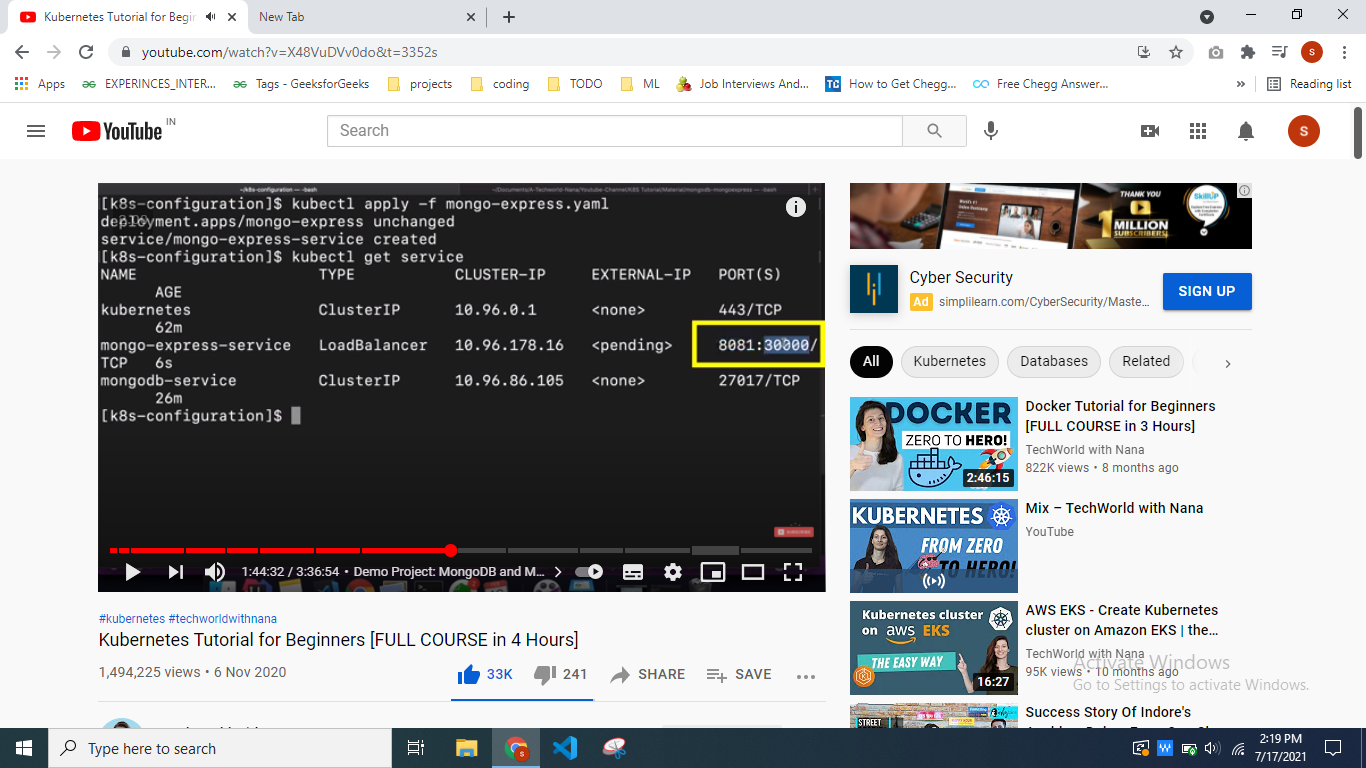 Kubernetes Tutorial for Begin
New Tab
youtube.com/watch?v=X48VuDVv0do&t=3352s
S
Apps
EXPERINCES_INTER...
Tags - GeeksforGeeks
projects
coding
TODO
ML
Job Interviews And...
TC
How to Get Chegg...
Free Chegg Answer...
»
Reading list
YouTube IN
Search
S
~/k8s-configuration — -bash
[k8s-configuration]$ kubectl apply -f mongo-express.yaml
deployment.apps/mongo-express unchanged
service/mongo-express-service created
[k8s-configuration]$ kubectl get service
NAME TYPE CLUSTER-IP EXTERNAL-IP PORT(S)
AGE
kubernetes ClusterIP 10.96.0.1 <none> 443/TCP
62m
mongo-express-service LoadBalancer 10.96.178.16 <pending> 8081:30000/
TCP 6s
mongodb-service ClusterIP 10.96.86.105 <none> 27017/TCP
26m
[k8s-configuration]$
SUBSCRIBE
1:44:32 / 3:36:54 • Demo Project: MongoDB and M...
#kubernetes #techworldwithnana
Kubernetes Tutorial for Beginners [FULL COURSE in 4 Hours]
1,494,225 views • 6 Nov 2020
33K
241
SHARE
SAVE
THANK YOU
1 MILLION
SUBSCRIBERS
SKILLUP
Cyber Security
Ad simplilearn.com/CyberSecurity/Maste...
SIGN UP
All
Kubernetes
Databases
Related
DOCKER
ZERO TO HERO!
2:46:15
Docker Tutorial for Beginners
[FULL COURSE in 3 Hours]
TechWorld with Nana
822K views • 8 months ago
KUBERNETES
FROM ZERO
TO HERO!
Mix – TechWorld with Nana
YouTube
Kubernetes cluster
on aws EKS
THE EASY WAY
16:27
AWS EKS - Create Kubernetes
cluster on Amazon EKS | the...
TechWorld with Nana
95K views • 10 months ago
Activate Windows
Go to Settings to activate Windows.
STREET
Success Story Of Indore's
Type here to search
2:19 PM
7/17/2021